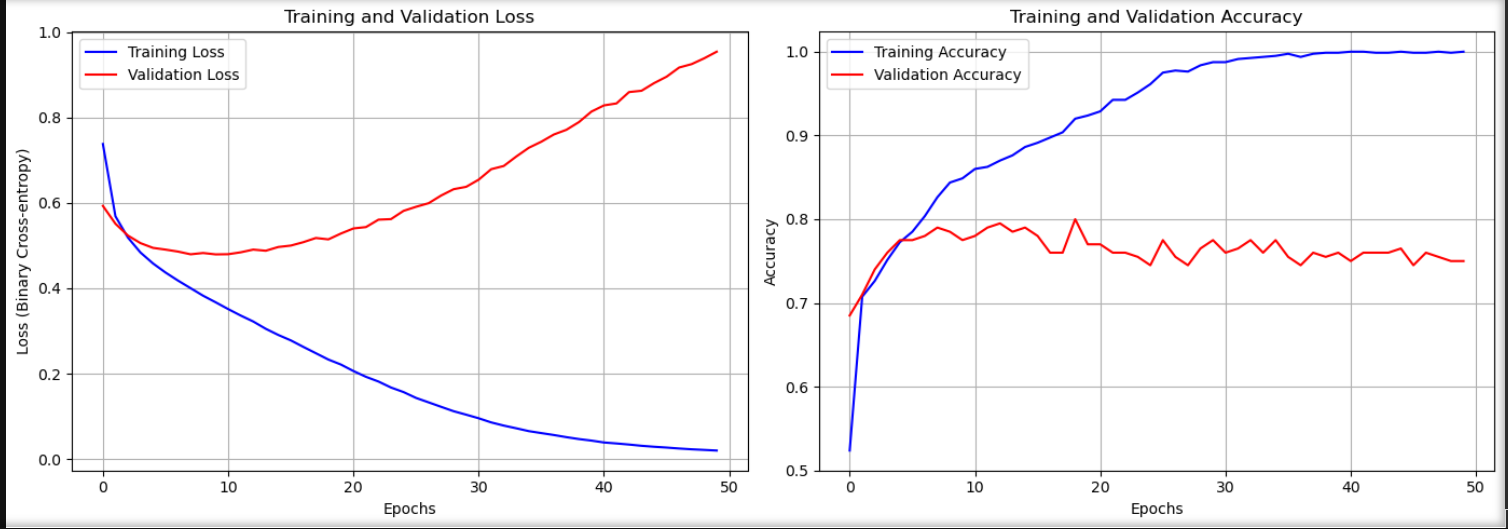 Training and Validation Loss
Training Loss
Validation Loss
Loss (Binary Cross-entropy)
1.0
0.8
0.6
0.4
0.2
0.0
0 10 20 30 40 50
Epochs
Training and Validation Accuracy
Training Accuracy
Validation Accuracy
Accuracy
1.0
0.9
0.8
0.7
0.6
0.5
0 10 20 30 40 50
Epochs